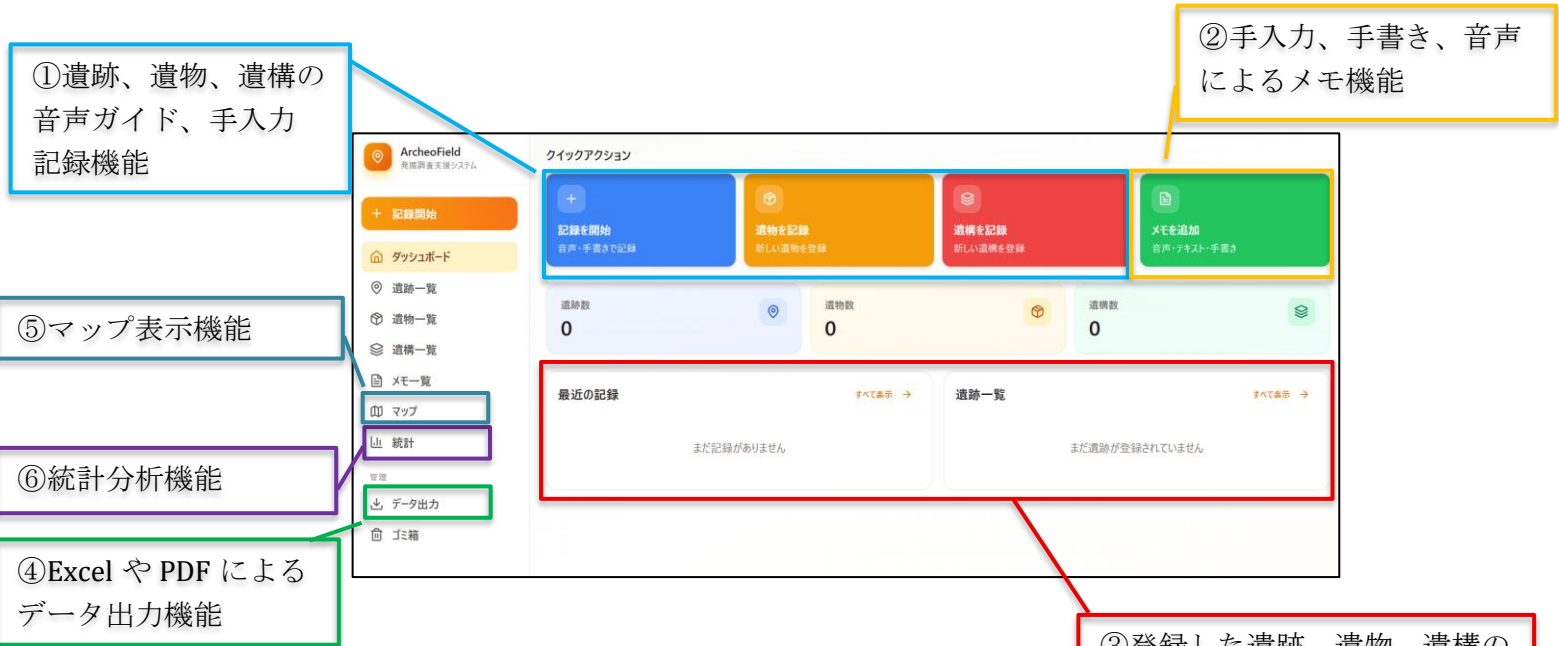 ②手入力、手書き、音声
によるメモ機能
①遺跡、遺物、遺構の
音声ガイド、手入力
記録機能
ArcheoField
発掘調査支援システム
クイックアクション
記録開始
記録を開始
音声・手書きで記録
遺物を記録
新しい遺物を登録
遺構を記録
新しい遺構を登録
メモを追加
音声・テキスト・手書き
ダッシュボード
遺跡一覧
遺物一覧
遺構一覧
メモ一覧
マップ
統計
管理
データ出力
ゴミ箱
遺跡数
0
遺物数
0
遺構数
0
最近の記録
すべて表示 →
まだ記録がありません
遺跡一覧
すべて表示 →
まだ遺跡が登録されていません
⑤マップ表示機能
⑥統計分析機能
④Excel や PDF による
データ出力機能
③登録した遺跡、遺物、遺構の